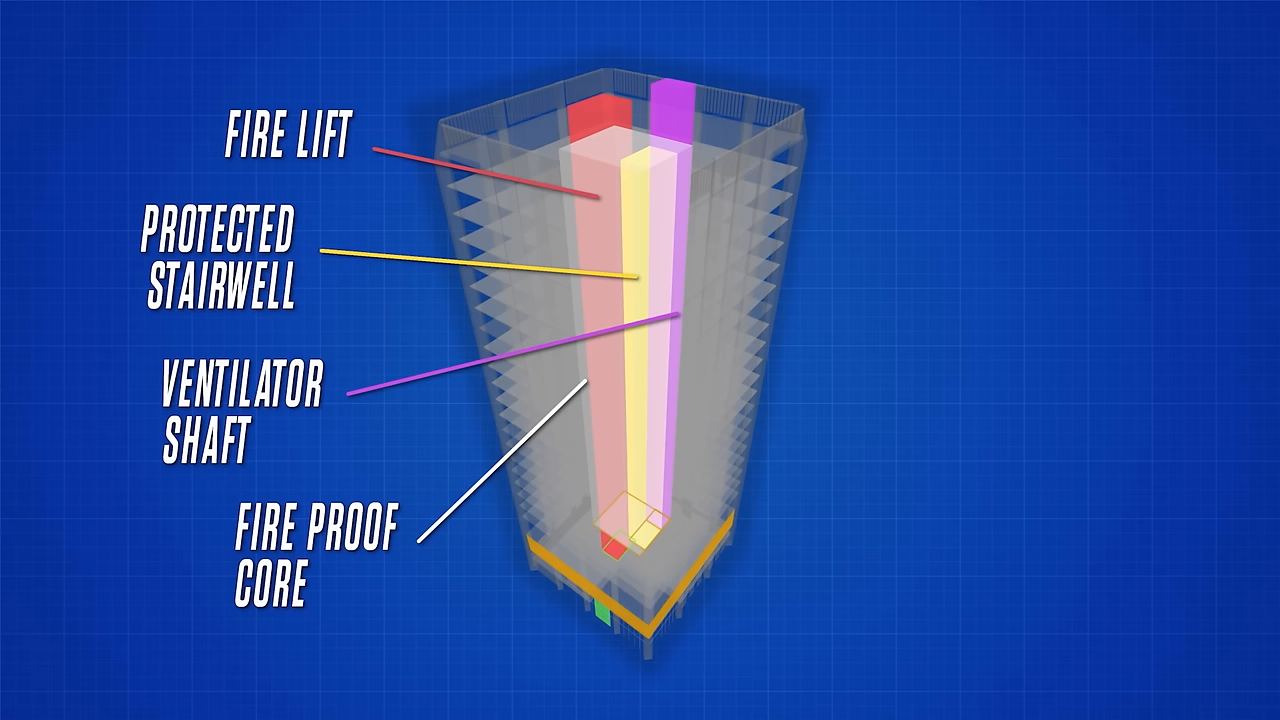 FIRE LIFT
PROTECTED
STAIRWELL
VENTILATOR
SHAFT
FIRE PROOF
CORE